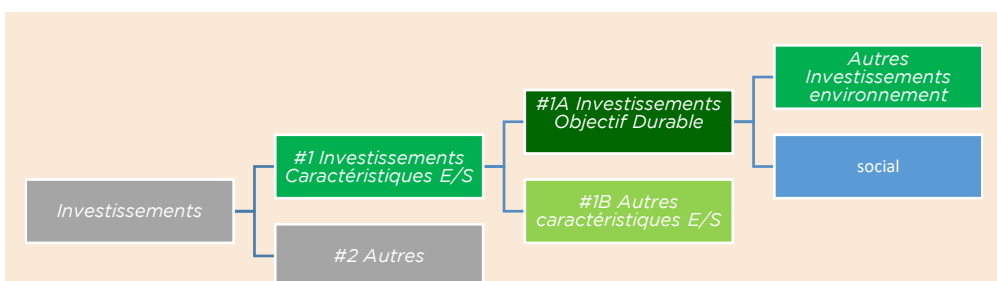 Investissements
#1 Investissements
Caractéristiques E/S
#2 Autres
#1A Investissements
Objectif Durable
#1B Autres
caractéristiques E/S
Autres
Investissements
environnement
social